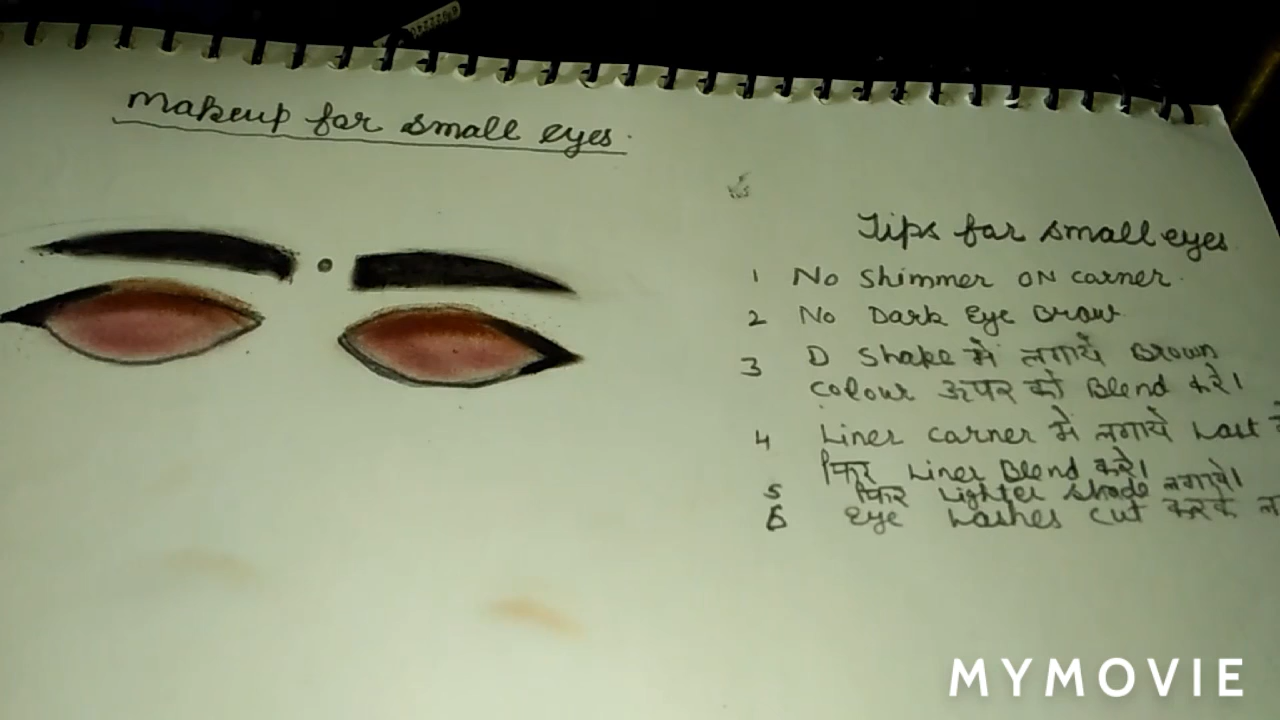 Makeup for small eyes.
Tips for small eyes
1 No Shimmer ON corner.
2 No Dark Eye Brow
3 D Shake में लगायें Brown
colour ऊपर को Blend करे।
4 Liner corner में लगाये Last
फिर Liner Blend करे।
5 फिर Lighter Shade लगाये।
6 Eye Lashes cut करके
MYMOVIE